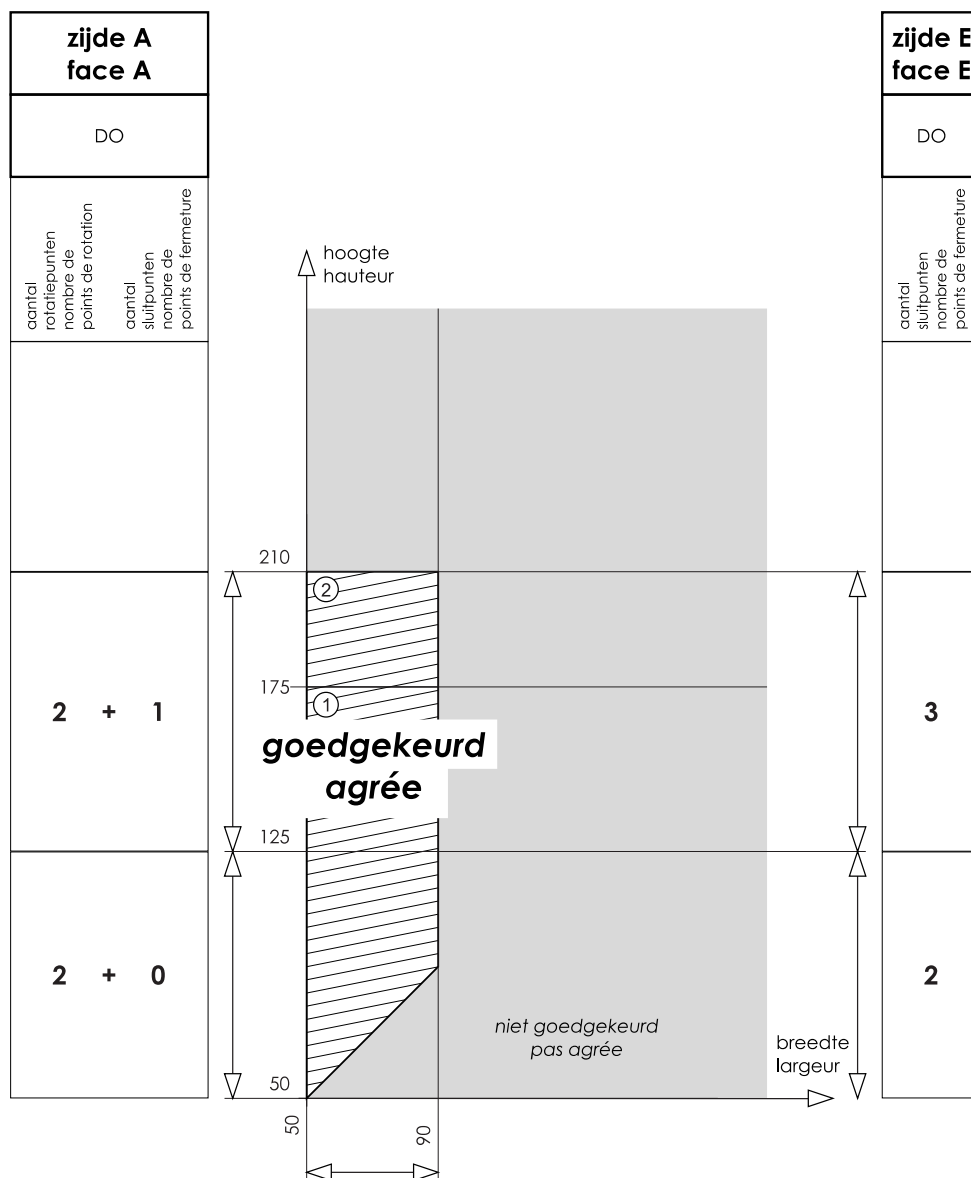 zijde A
face A
DO
aantal
rotatiepunten
nombre de
points de rotation
aantal
sluitpunten
nombre de
points de fermeture
hoogte
hauteur
zijde E
face E
DO
aantal
sluitpunten
nombre de
points de fermeture
210
2
175
1
2 + 1
goedgekeurd
agrée
3
125
2 + 0
niet goedgekeurd
pas agrée
2
breedte
largeur
50
50
90